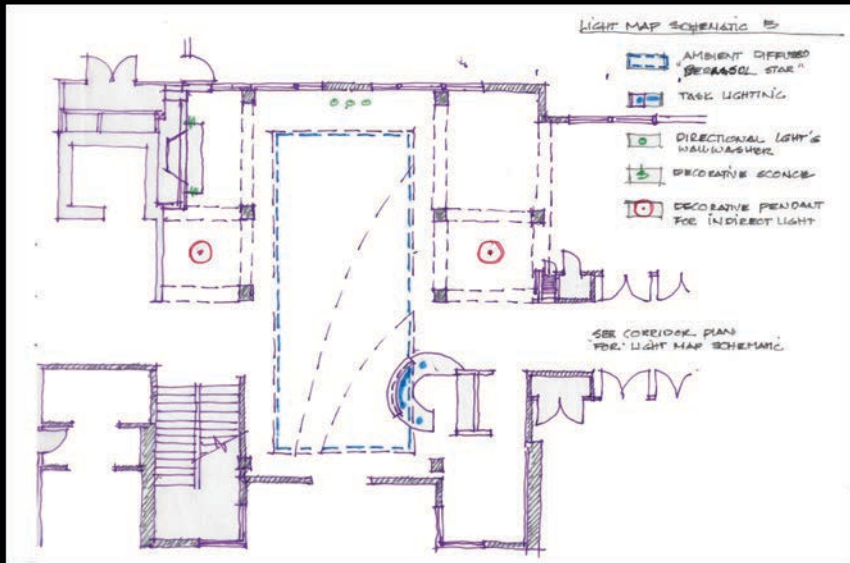 LIGHT MAP SCHEMATIC
AMBIENT DIFFUSED
STAR"
TASK LIGHTING
DIRECTIONAL LIGHT'S
WALLWASHER
DECORATIVE SCONCE
DECORATIVE PENDANT
FOR INDIRECT LIGHT
SEE CORRIDOR PLAN
"FOR" LIGHT MAP SCHEMATIC